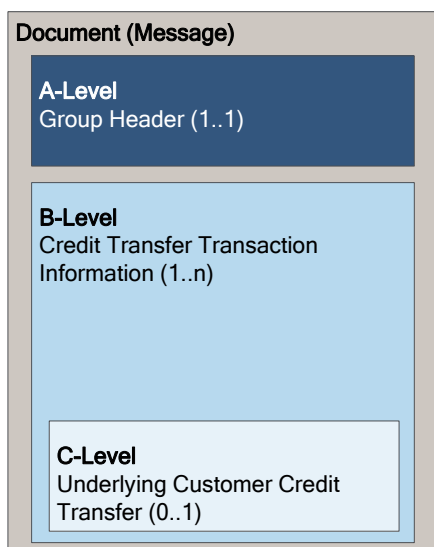 Document (Message)
A-Level
Group Header (1..1)
B-Level
Credit Transfer Transaction
Information (1..n)
C-Level
Underlying Customer Credit
Transfer (0..1)